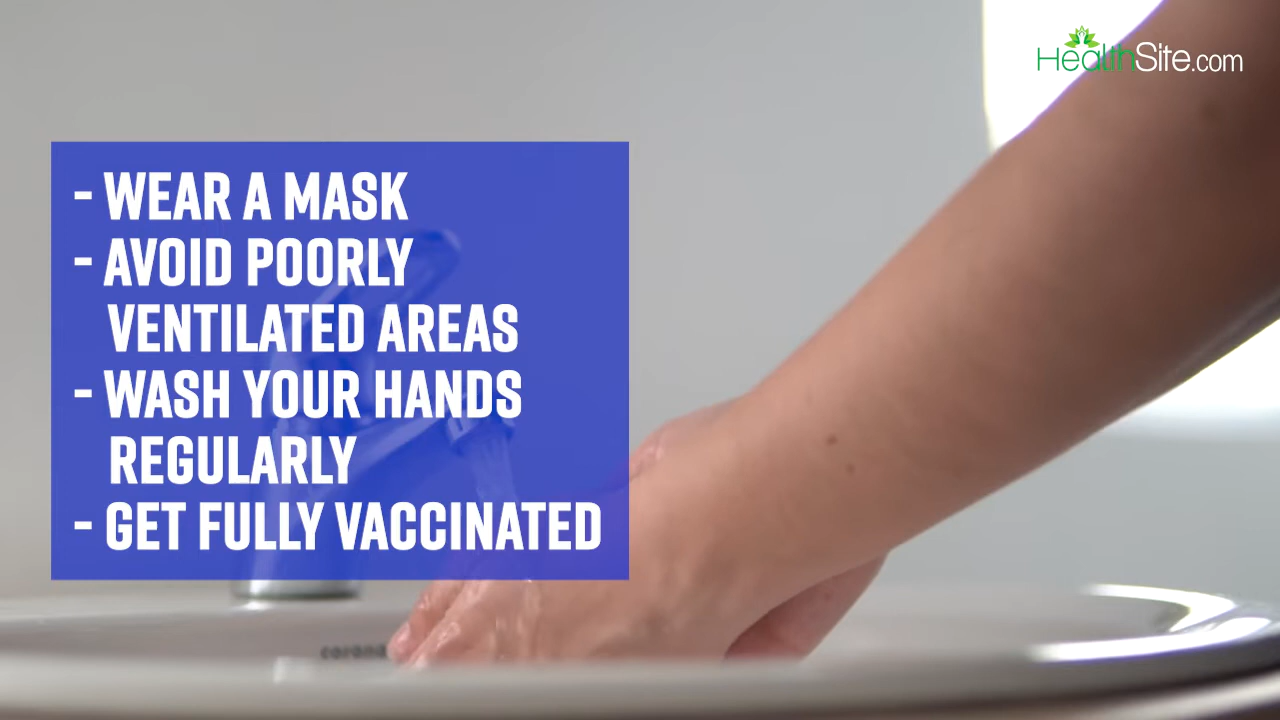 HealthSite.com
- WEAR A MASK
- AVOID POORLY
VENTILATED AREAS
- WASH YOUR HANDS
REGULARLY
- GET FULLY VACCINATED
corona